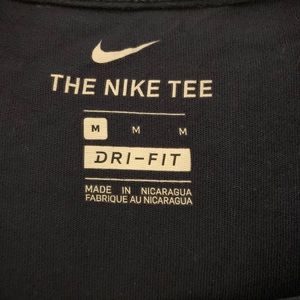 THE NIKE TEE
M M M
DRI-FIT
MADE IN NICARAGUA
FABRIQUE AU NICARAGUA